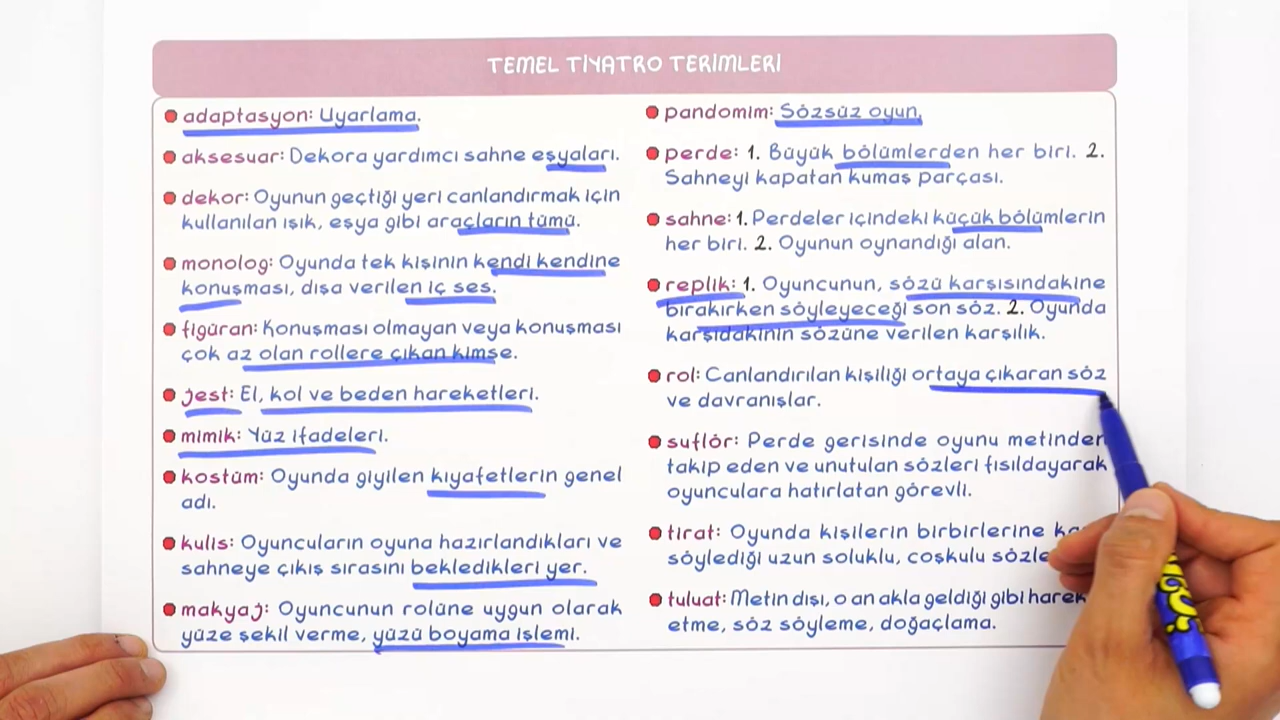 TEMEL TİYATRO TERİMLERİ
adaptasyon: Uyarlama.
aksesuar: Dekora yardımcı sahne eşyaları.
dekor: Oyunun geçtiği yeri canlandırmak için
kullanılan ışık, eşya gibi araçların tümü.
monolog: Oyunda tek kişinin kendi kendine
konuşması, dışa verilen iç ses.
figüran: Konuşması olmayan veya konuşması
çok az olan rollere çıkan kimse.
jest: El, kol ve beden hareketleri.
mimik: Yüz ifadeleri.
kostüm: Oyunda giyilen kıyafetlerin genel
adı.
kulis: Oyuncuların oyuna hazırlandıkları ve
sahneye çıkış sırasını bekledikleri yer.
makyaj: Oyuncunun rolüne uygun olarak
yüze şekil verme, yüzü boyama işlemi.
pandomim: Sözsüz oyun.
perde: 1. Büyük bölümlerden her biri. 2.
Sahneyi kapatan kumaş parçası.
sahne: 1. Perdeler içindeki küçük bölümlerin
her biri. 2. Oyunun oynandığı alan.
replik: 1. Oyuncunun, sözü karşısındakine
bırakırken söyleyeceği son söz. 2. Oyunda
karşıdakinin sözüne verilen karşılık.
rol: Canlandırılan kişiliği ortaya çıkaran söz
ve davranışlar.
suflör: Perde gerisinde oyunu metinden
takip eden ve unutulan sözleri fısıldayarak
oyunculara hatırlatan görevli.
tirat: Oyunda kişilerin birbirlerine
söylediği uzun soluklu, coşkulu
tuluat: Metin dışı, o an akla geldiği gibi
etme, söz söyleme, doğaçlama.